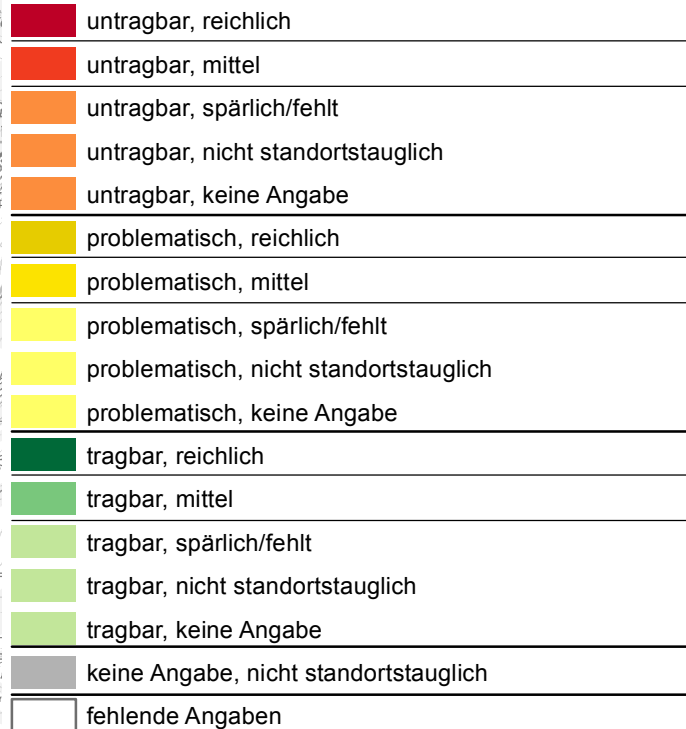 untragbar, reichlich
untragbar, mittel
untragbar, spärlich/fehlt
untragbar, nicht standortstauglich
untragbar, keine Angabe
problematisch, reichlich
problematisch, mittel
problematisch, spärlich/fehlt
problematisch, nicht standortstauglich
problematisch, keine Angabe
tragbar, reichlich
tragbar, mittel
tragbar, spärlich/fehlt
tragbar, nicht standortstauglich
tragbar, keine Angabe
keine Angabe, nicht standortstauglich
fehlende Angaben